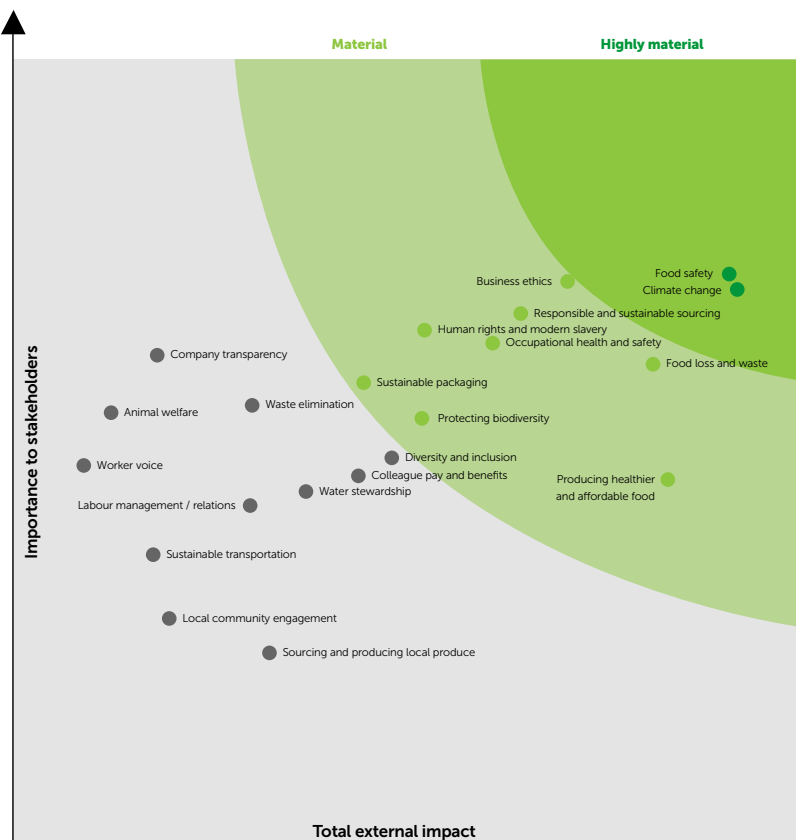 Material
Highly material
Food safety
Business ethics
Climate change
Responsible and sustainable sourcing
Human rights and modern slavery
Occupational health and safety
Company transparency
Food loss and waste
Sustainable packaging
Waste elimination
Animal welfare
Protecting biodiversity
Diversity and inclusion
Worker voice
Colleague pay and benefits
Producing healthier
and affordable food
Water stewardship
Labour management / relations
Sustainable transportation
Local community engagement
Sourcing and producing local produce
Importance to stakeholders
Total external impact